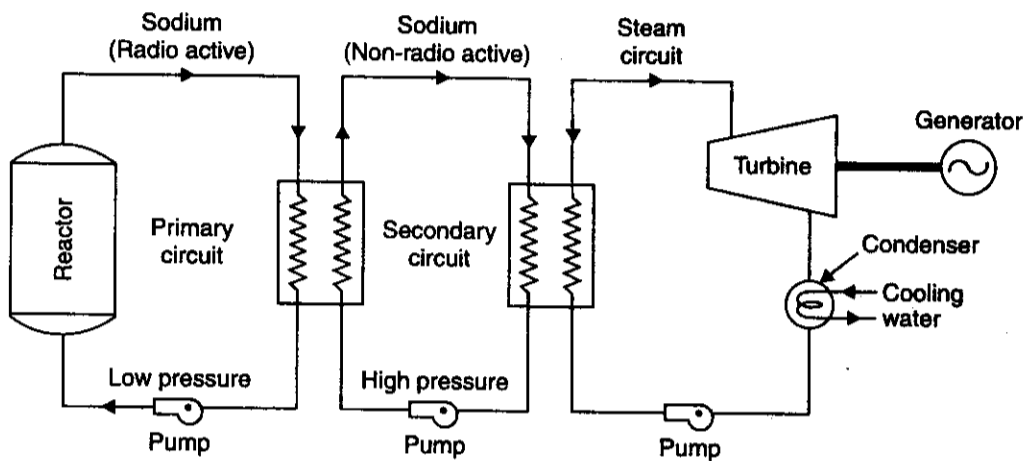 Sodium
(Radio active)
Sodium
(Non-radio active)
Steam
circuit
Generator
Turbine
Reactor
Primary
circuit
Secondary
circuit
Condenser
Cooling
water
Low pressure
High pressure
Pump
Pump
Pump